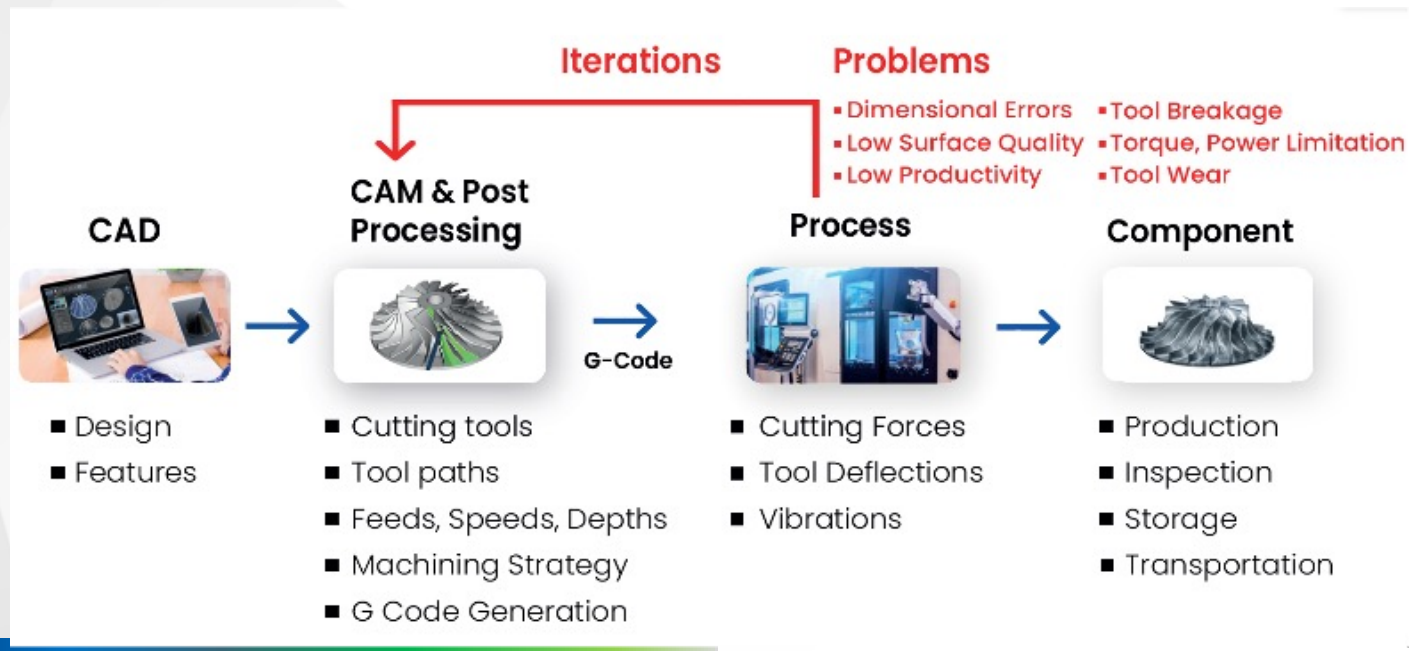 Iterations
Problems
▪Dimensional Errors
▪Low Surface Quality
▪Low Productivity
▪Tool Breakage
▪Torque, Power Limitation
▪Tool Wear
CAD
■ Design
■ Features
CAM & Post
Processing
■ Cutting tools
■ Tool paths
■ Feeds, Speeds, Depths
■ Machining Strategy
■ G Code Generation
G-Code
Process
■ Cutting Forces
■ Tool Deflections
■ Vibrations
Component
■ Production
■ Inspection
■ Storage
■ Transportation